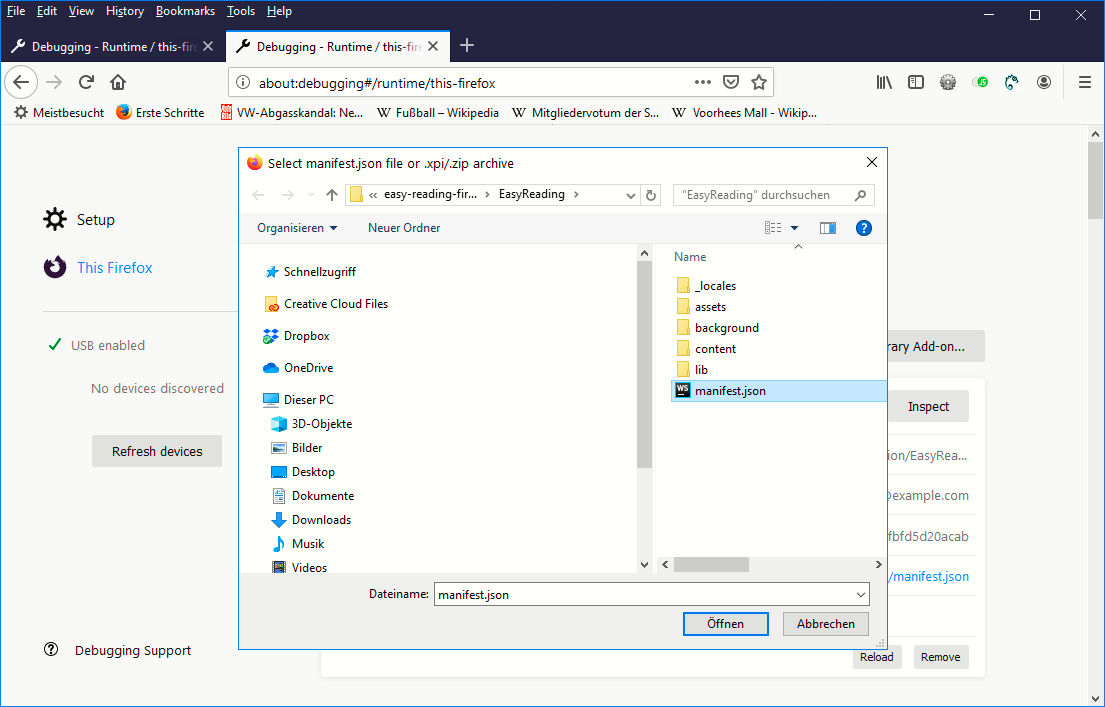 File Edit View History Bookmarks Tools Help
Debugging - Runtime / this-fire
Debugging - Runtime / this-fire
about:debugging#/runtime/this-firefox
Meistbesucht Erste Schritte VW-Abgasskandal: Ne... Fußball – Wikipedia Mitgliedervotum der S... Voorhees Mall - Wikip...
Setup
This Firefox
USB enabled
No devices discovered
Refresh devices
Debugging Support
Select manifest.json file or .xpi/.zip archive
« easy-reading-fir... › EasyReading ›
"EasyReading" durchsuchen
Organisieren Neuer Ordner
Schnellzugriff
Creative Cloud Files
Dropbox
OneDrive
Dieser PC
3D-Objekte
Bilder
Desktop
Dokumente
Downloads
Musik
Videos
Name
_locales
assets
background
content
lib
WS manifest.json
Dateiname: manifest.json
Öffnen Abbrechen
rary Add-on...
Inspect
ion/EasyRea...
@example.com
fbfd5d20acab
/manifest.json
Reload Remove